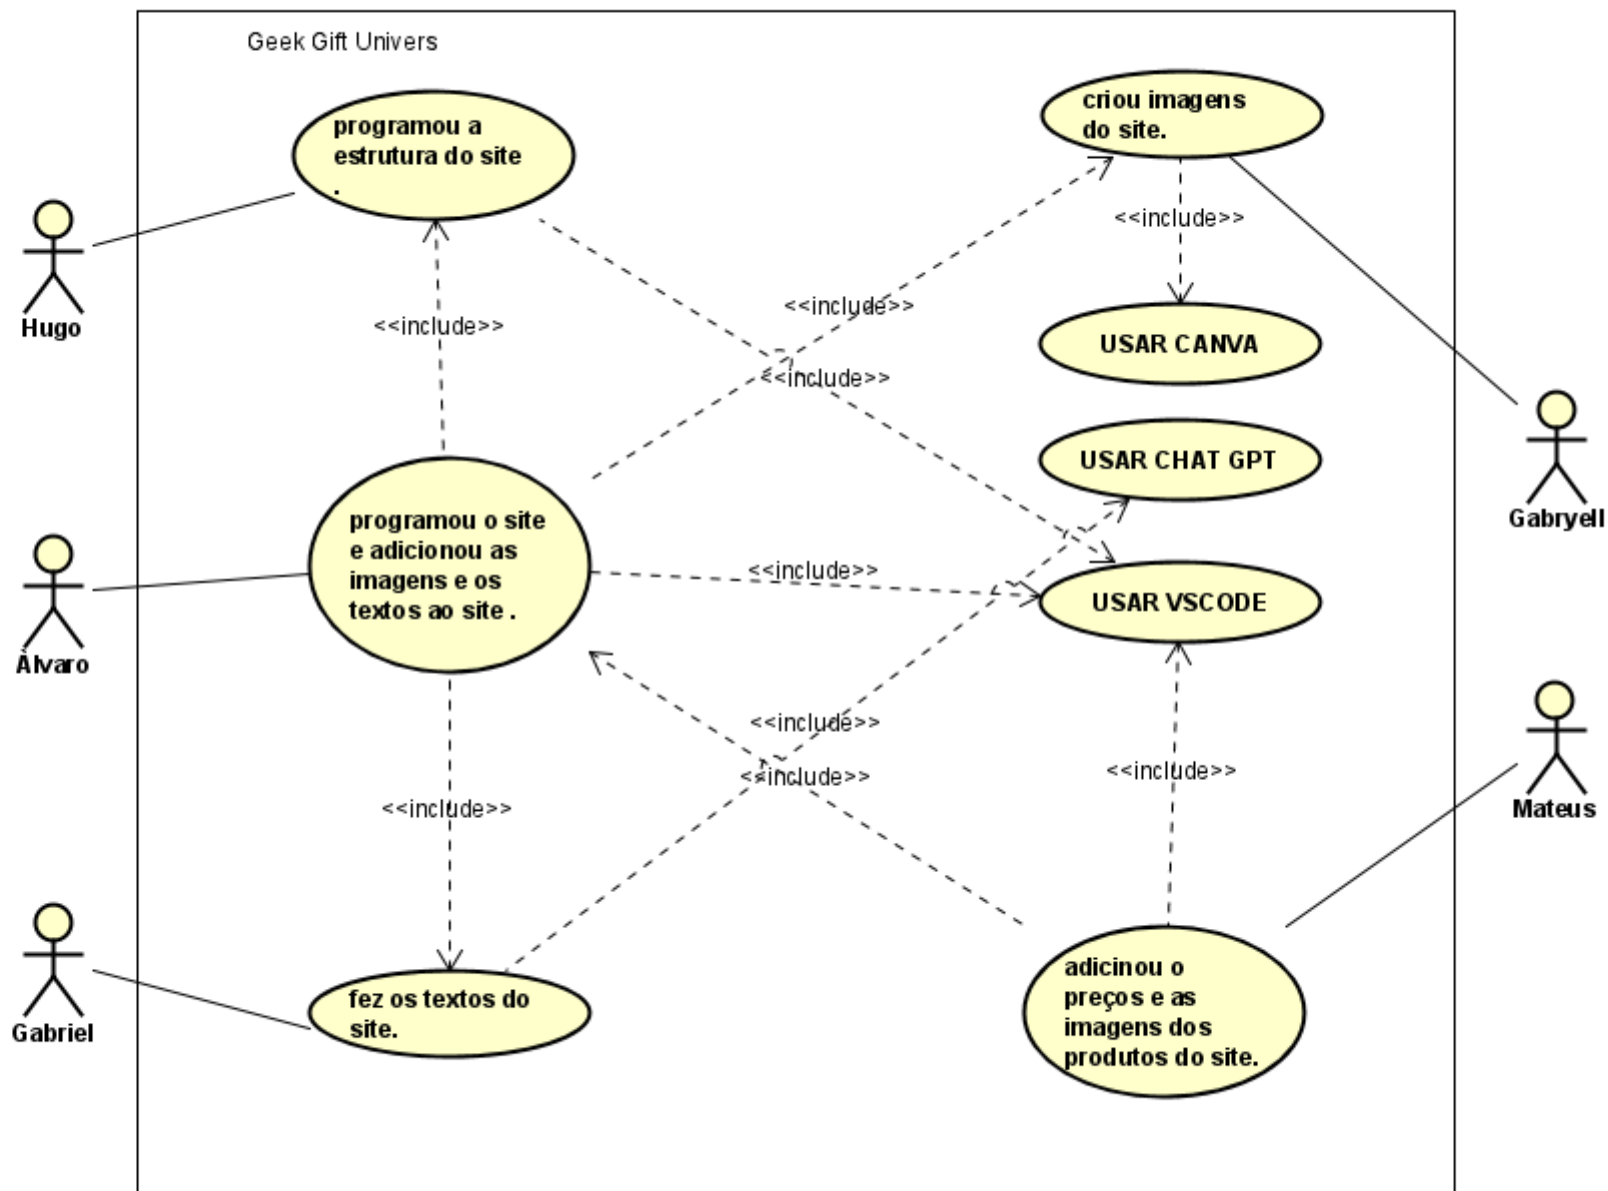 Geek Gift Univers
programou a
estrutura do site
.
criou imagens
do site.
<<include>>
Hugo
<<include>>
<<include>>
USAR CANVA
<<include>>
USAR CHAT GPT
Gabryell
programou o site
e adicionou as
imagens e os
textos ao site .
<<include>>
USAR VSCODE
Álvaro
<<include>>
<<include>>
<<include>>
<<include>>
Mateus
adicinou o
preços e as
imagens dos
produtos do site.
fez os textos do
site.
Gabriel